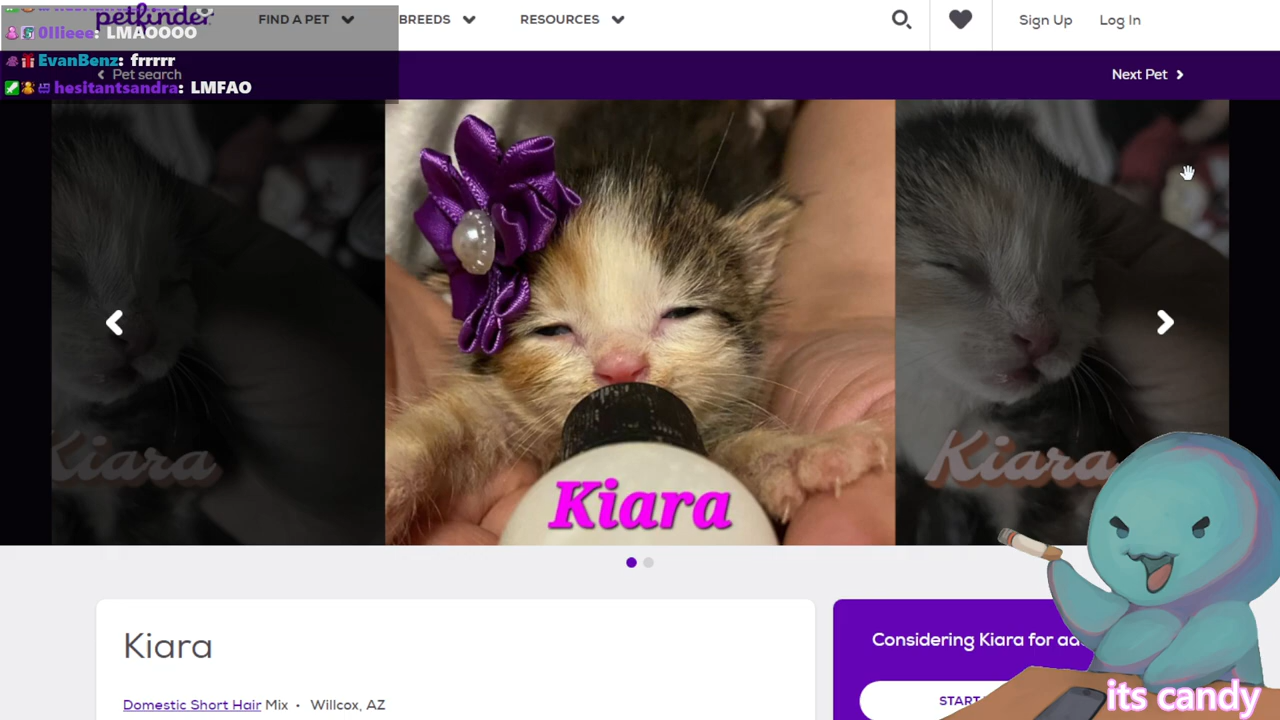 petfinder
FIND A PET
BREEDS
RESOURCES
Sign Up
Log In
0llieee: LMAOOOO
EvanBenz: frrrrr
Pet search
hesitantsandra: LMFAO
Next Pet
Kiara
Kiara
Kiara
Kiara
Considering Kiara for ad
Domestic Short Hair Mix • Willcox, AZ
START
its candy